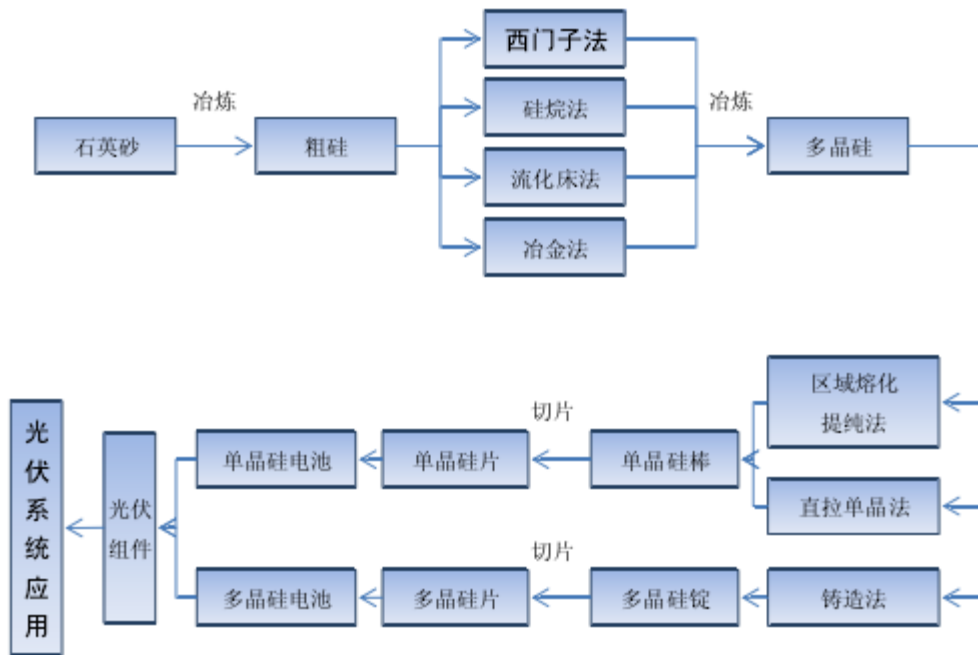 西门子法
冶炼
硅烷法
冶炼
石英砂
粗硅
多晶硅
流化床法
冶金法
区域熔化
提纯法
切片
单晶硅电池
单晶硅片
单晶硅棒
直拉单晶法
光伏
组件
光伏系统应用
切片
多晶硅电池
多晶硅片
多晶硅锭
铸造法